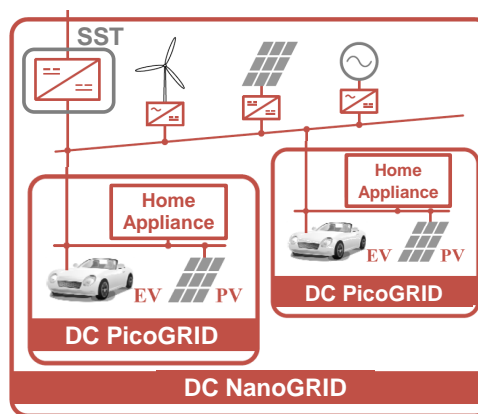 SST
Home
Appliance
EV
PV
DC PicoGRID
Home
Appliance
EV
PV
DC PicoGRID
DC NanoGRID